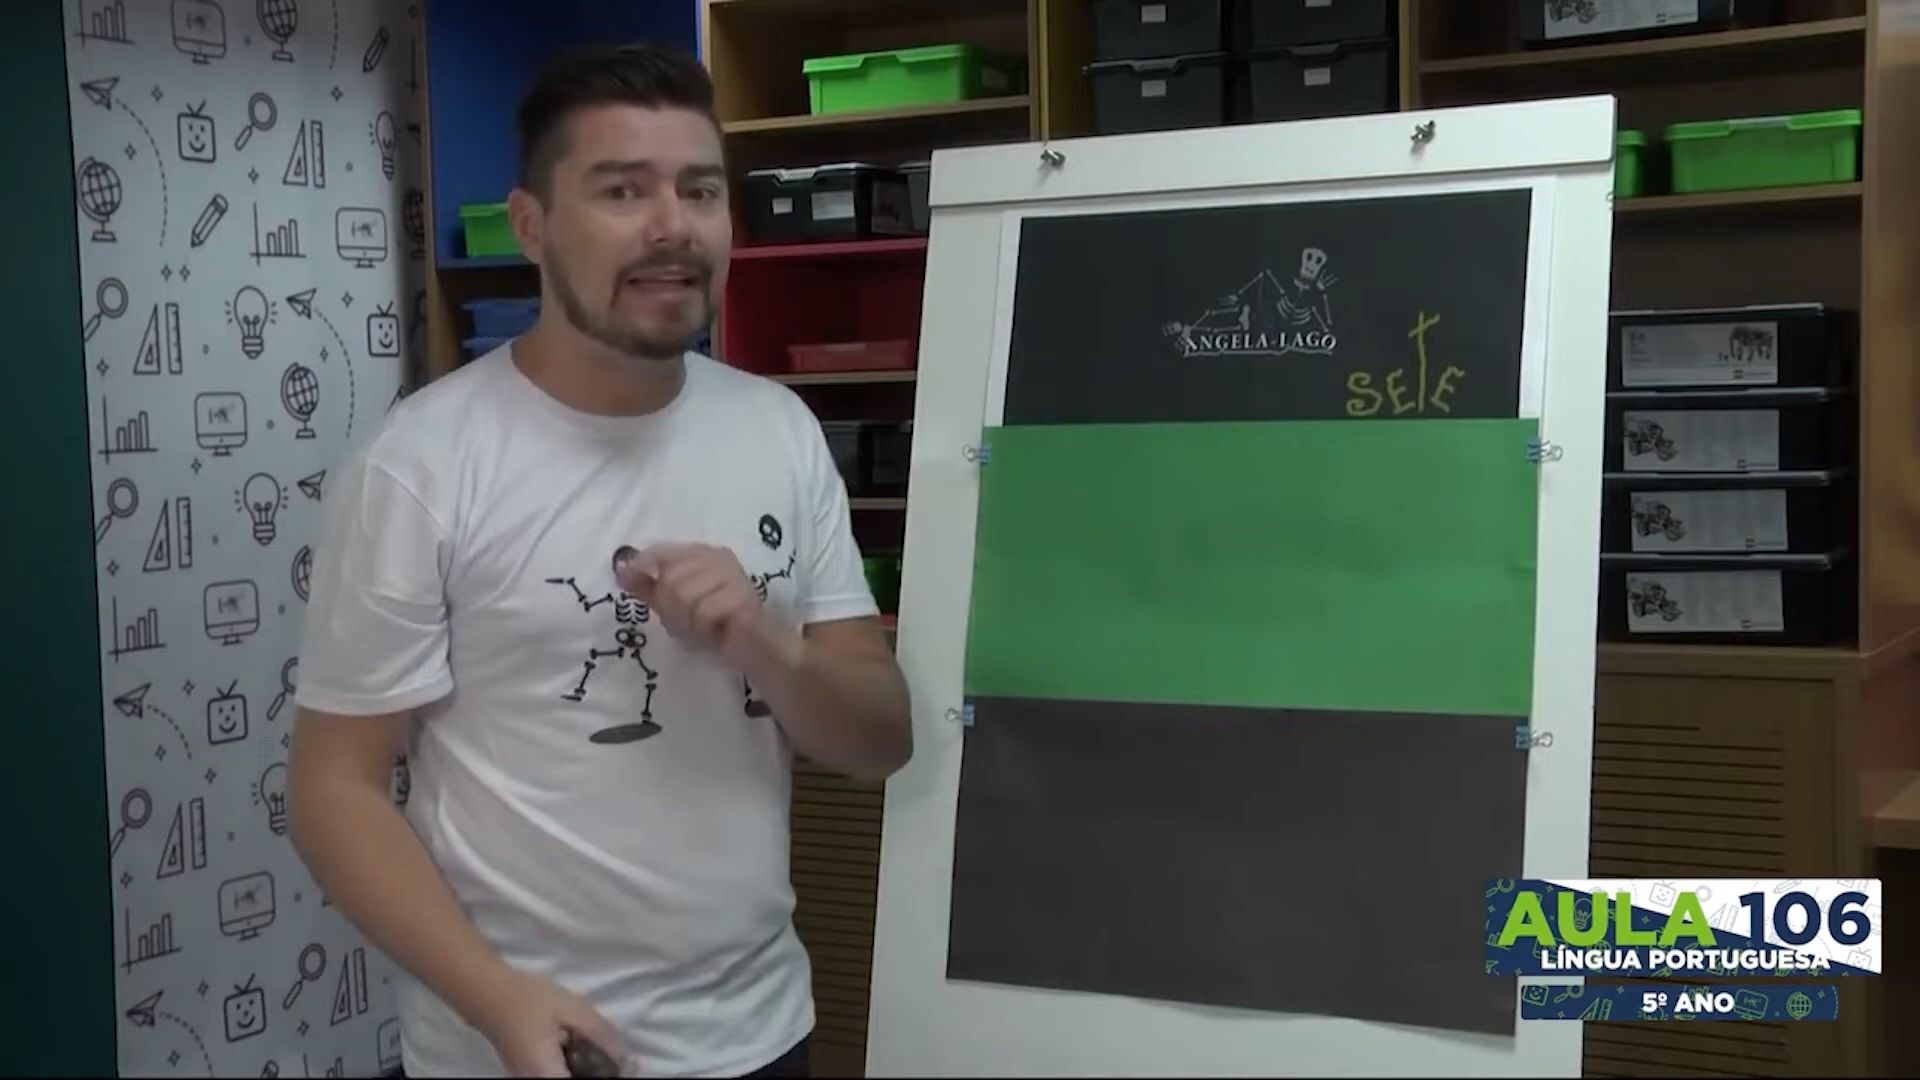 ANGELA-LAGO
SETE
AULA 106
LÍNGUA PORTUGUESA
5º ANO